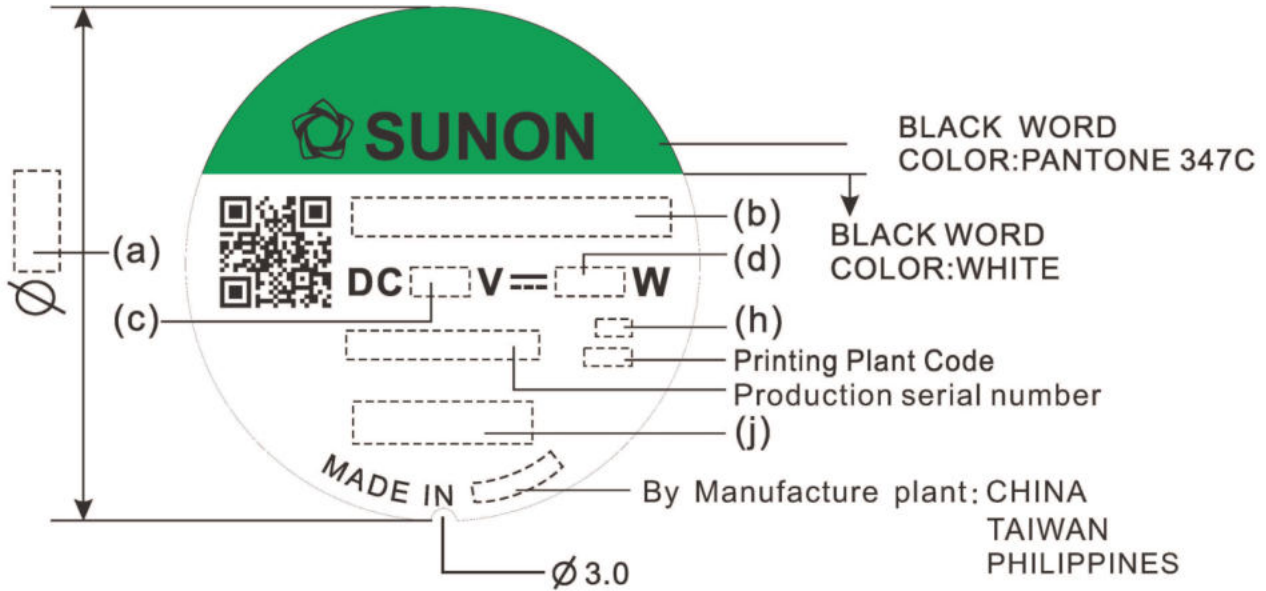 SUNON
BLACK WORD
COLOR:PANTONE 347C
(b)
BLACK WORD
COLOR:WHITE
(a)
Ø
DC V W
(d)
(c)
(h)
Printing Plant Code
Production serial number
(j)
MADE IN
By Manufacture plant: CHINA
TAIWAN
PHILIPPINES
Ø 3.0